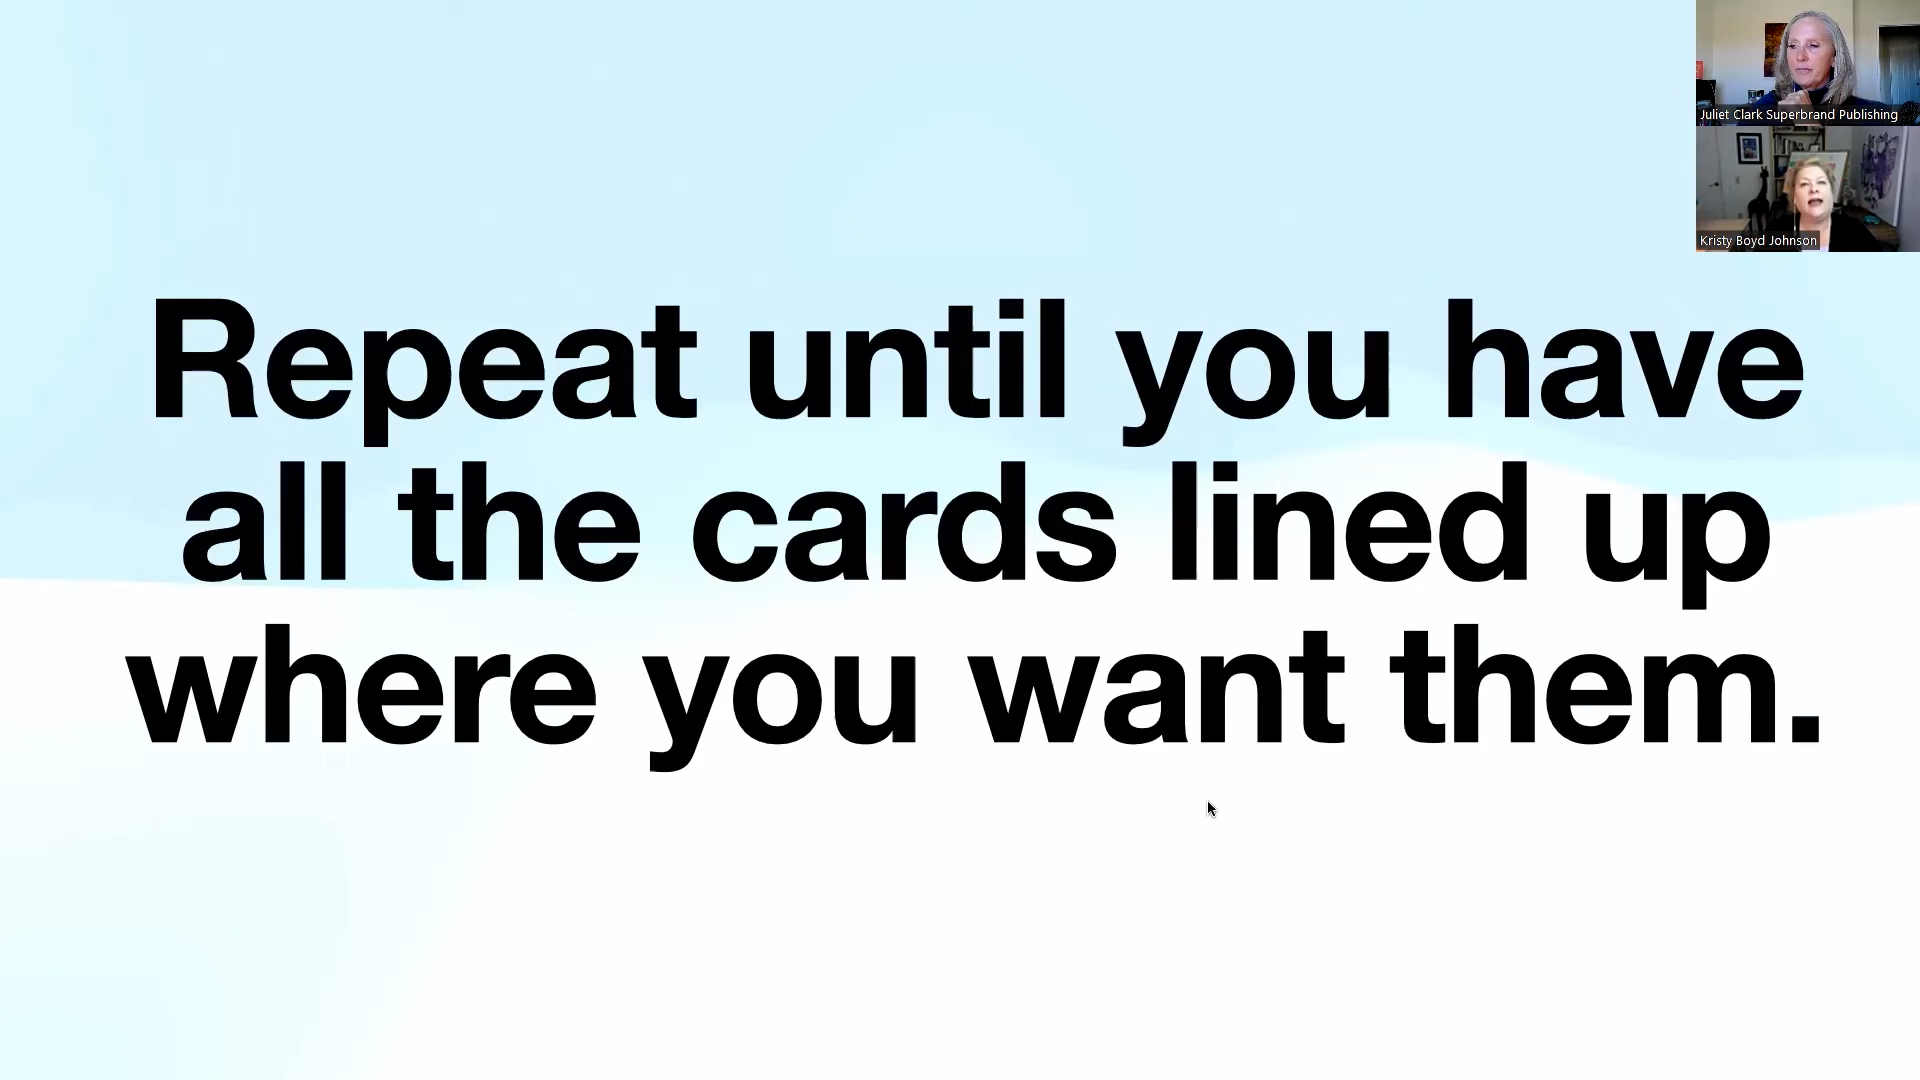 Juliet Clark Superbrand Publishing
Kristy Boyd Johnson
Repeat until you have
all the cards lined up
where you want them.